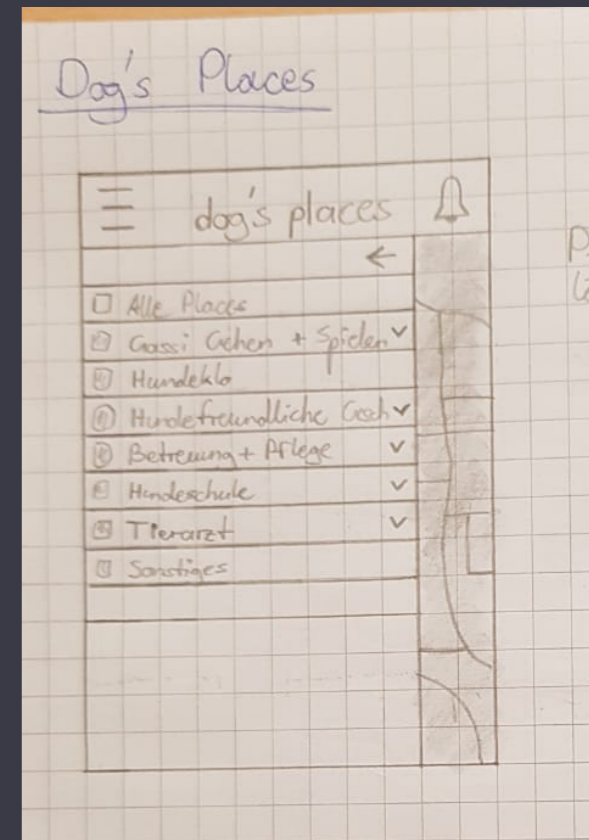 Dog's Places
dog's places
Alle Places
Gassi Gehen + Spielen
Hundeklo
Hundefreundliche Gesch
Betreuung + Pflege
Hundeschule
Tierarzt
Sonstiges